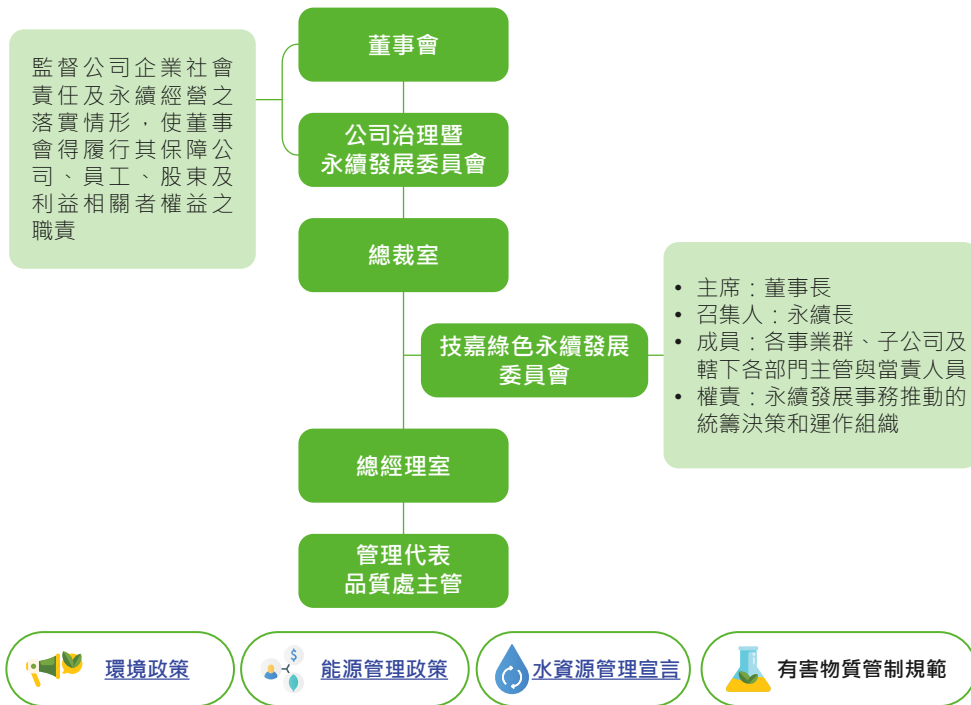 董事會
監督公司企業社會
責任及永續經營之
落實情形，使董事
會得履行其保障公
司、員工、股東及
利益相關者權益之
職責
公司治理暨
永續發展委員會
總裁室
技嘉綠色永續發展
委員會
• 主席：董事長
• 召集人：永續長
• 成員：各事業群、子公司及
轄下各部門主管與當責人員
• 權責：永續發展事務推動的
統籌決策和運作組織
總經理室
管理代表
品質處主管
環境政策
$
能源管理政策
水資源管理宣言
有害物質管制規範